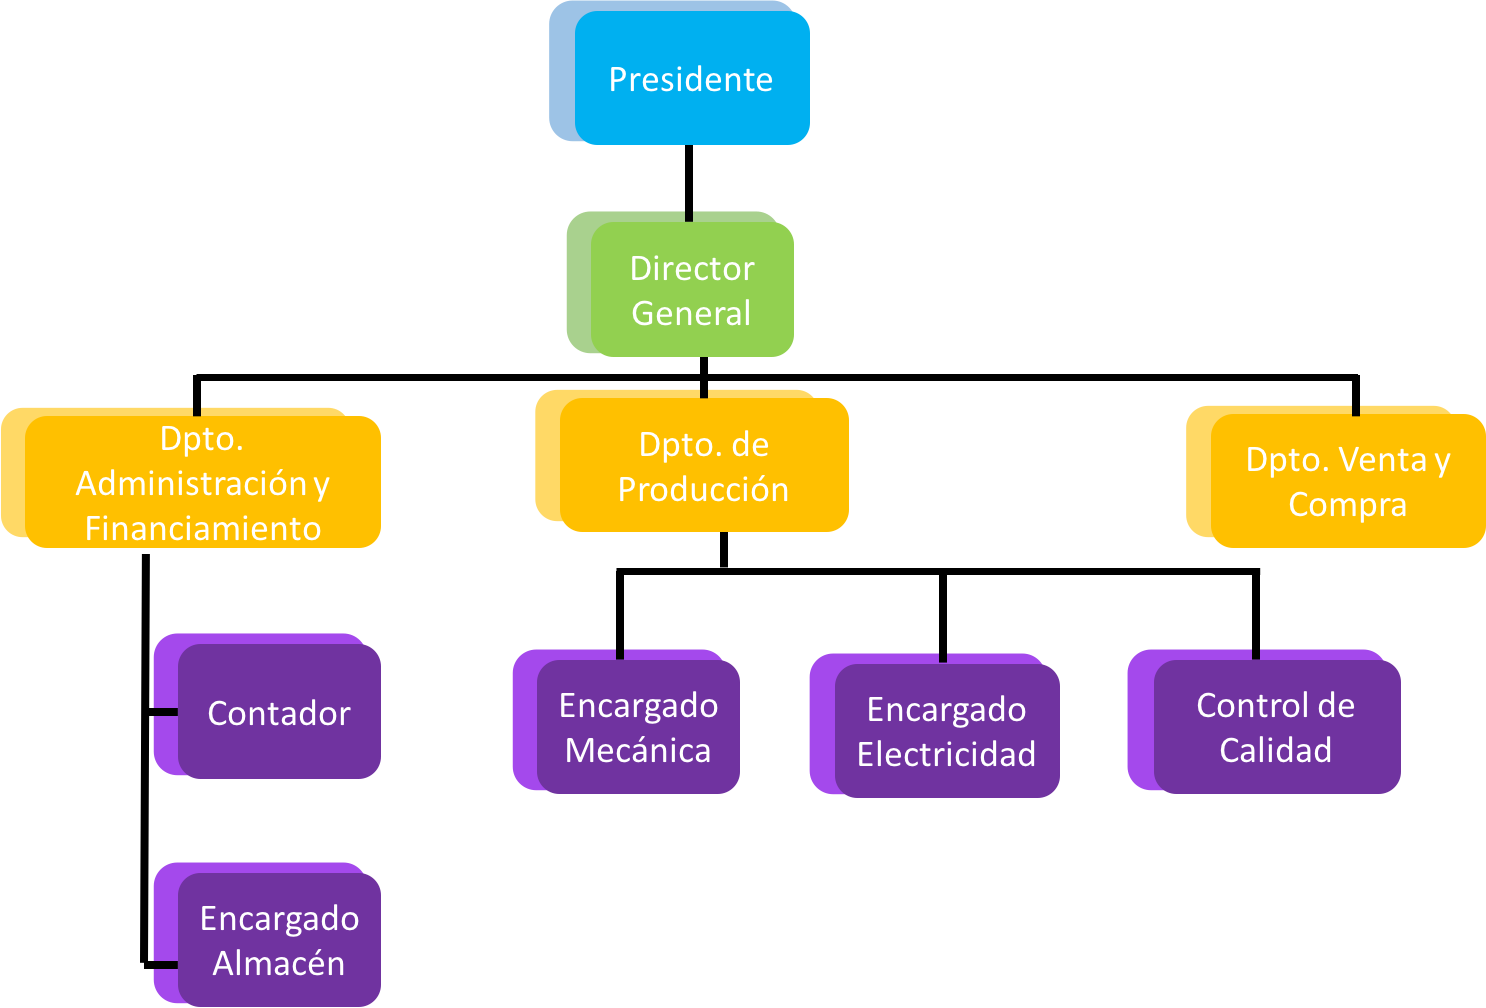 Presidente
Director
General
Dpto.
Administración y
Financiamiento
Dpto. de
Producción
Dpto. Venta y
Compra
Contador
Encargado
Almacén
Encargado
Mecánica
Encargado
Electricidad
Control de
Calidad